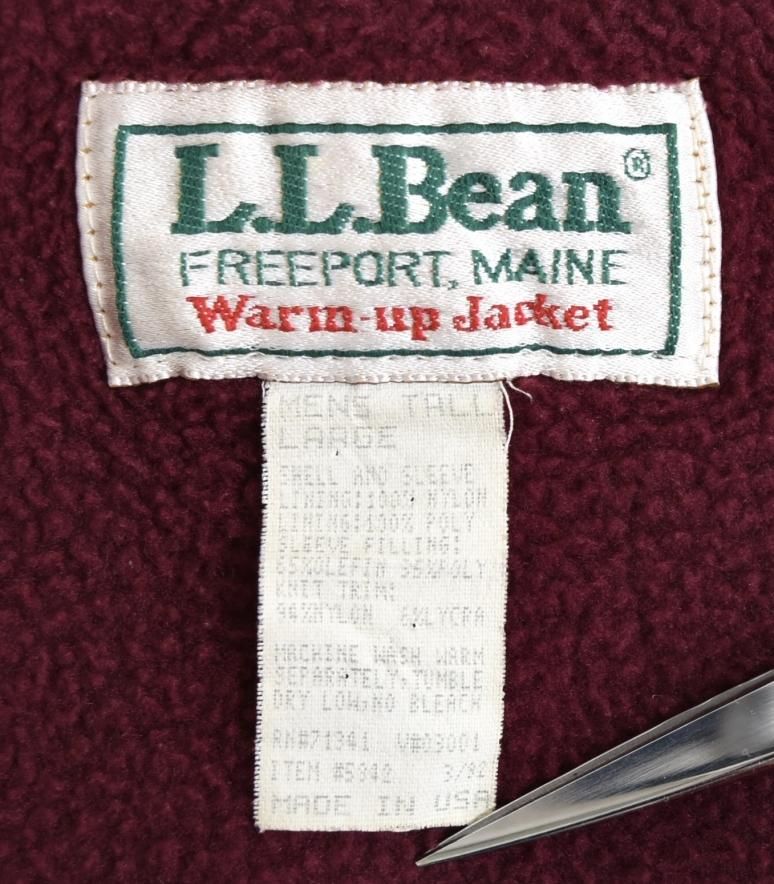 L.L.Bean®
FREEPORT, MAINE
Warm-up Jacket
MENS TALL
LARGE
SHELL AND SLEEVE
LINING:100% NYLON
LINING:100% POLY
SLEEVE FILLING:
65%OLEFIN 35%POLY
KNIT TRIM:
94%NYLON 6%LYCRA
MACHINE WASH WARM
SEPARATELY,TUMBLE
DRY LOW,NO BLEACH
RN#71341 V#03001
ITEM #5342 3/92
MADE IN USA